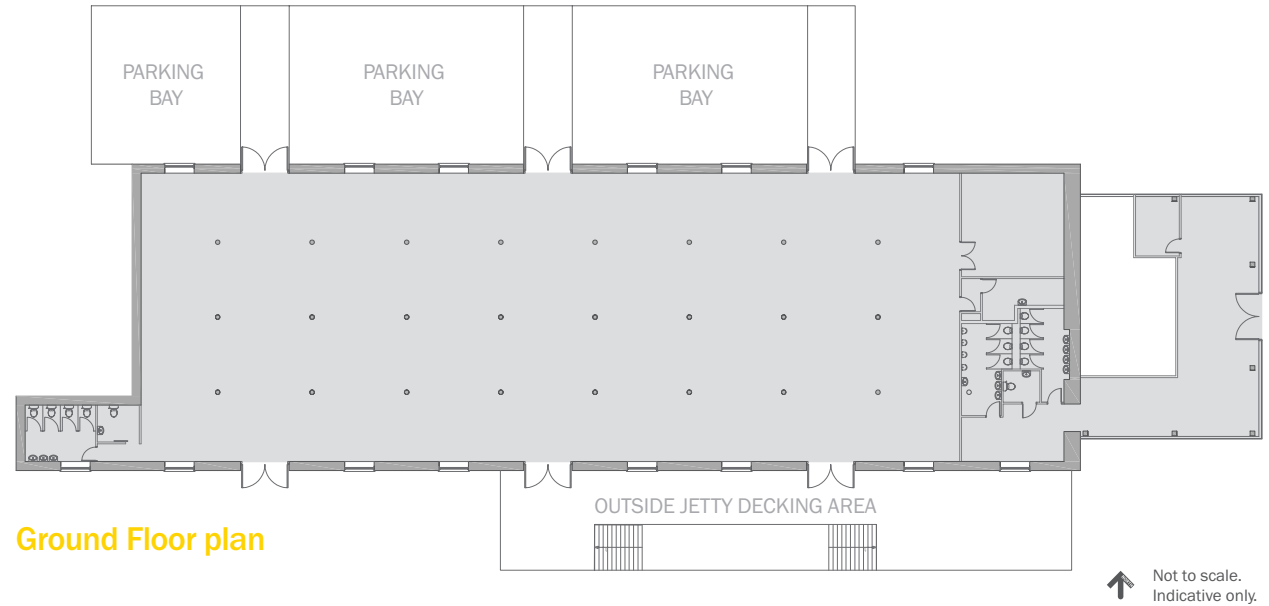 PARKING
BAY
PARKING
BAY
PARKING
BAY
OUTSIDE JETTY DECKING AREA
Ground Floor plan
Not to scale.
Indicative only.